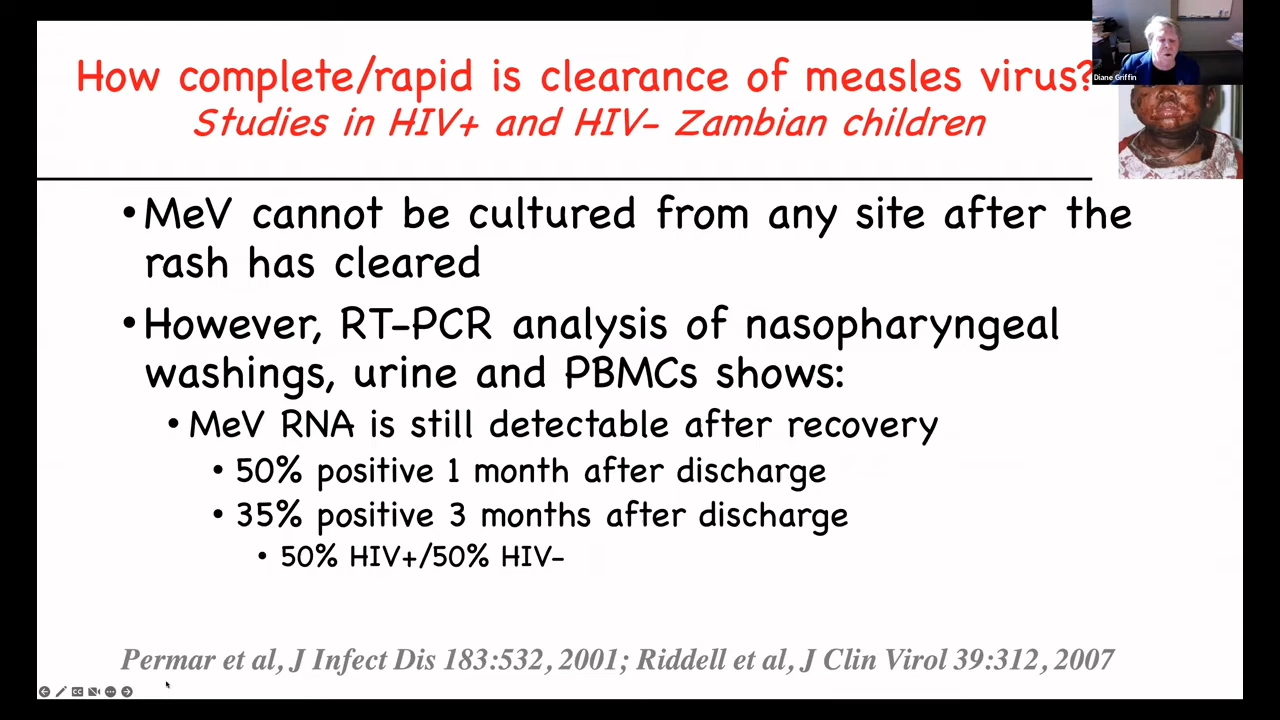 How complete/rapid is clearance of measles virus?
Diane Griffin
Studies in HIV+ and HIV- Zambian children
•MeV cannot be cultured from any site after the
rash has cleared
•However, RT-PCR analysis of nasopharyngeal
washings, urine and PBMCs shows:
• MeV RNA is still detectable after recovery
• 50% positive 1 month after discharge
• 35% positive 3 months after discharge
• 50% HIV+/50% HIV-
Permar et al, J Infect Dis 183:532, 2001; Riddell et al, J Clin Virol 39:312, 2007